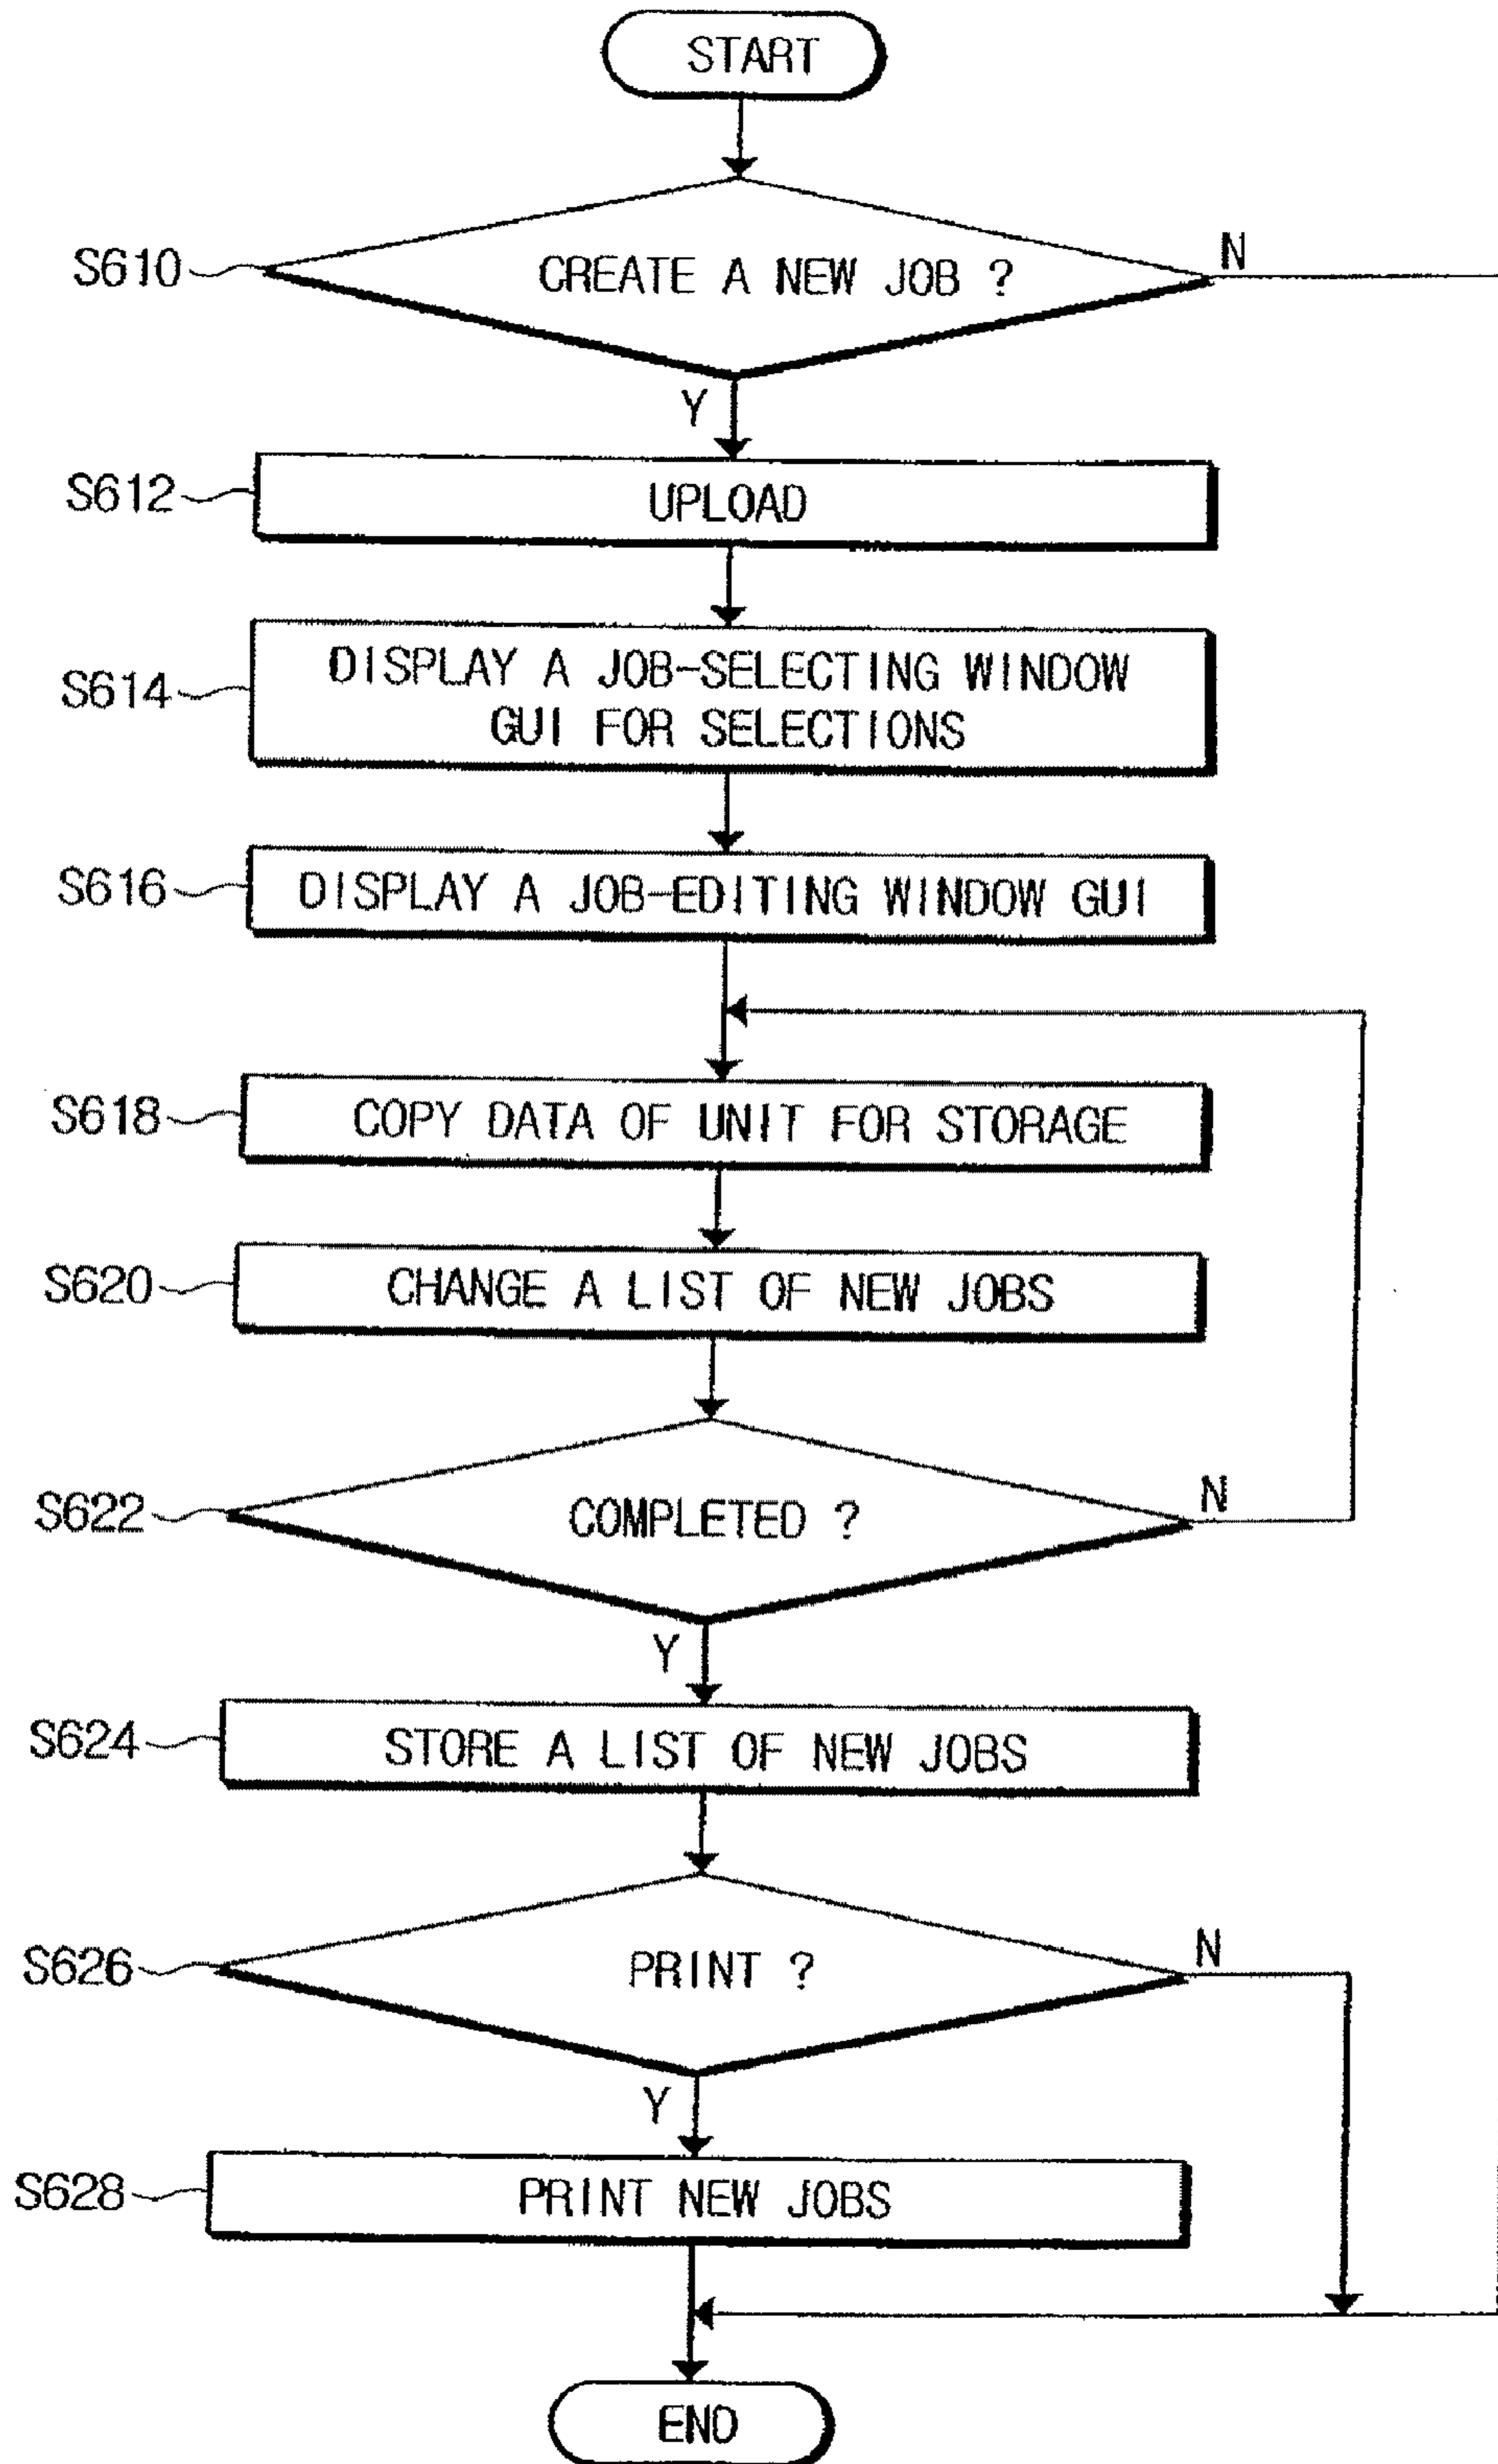 START
S610
CREATE A NEW JOB ?
N
Y
S612
UPLOAD
S614
DISPLAY A JOB-SELECTING WINDOW
GUI FOR SELECTIONS
S616
DISPLAY A JOB-EDITING WINDOW GUI
S618
COPY DATA OF UNIT FOR STORAGE
S620
CHANGE A LIST OF NEW JOBS
S622
COMPLETED ?
N
Y
S624
STORE A LIST OF NEW JOBS
S626
PRINT ?
N
Y
S628
PRINT NEW JOBS
END